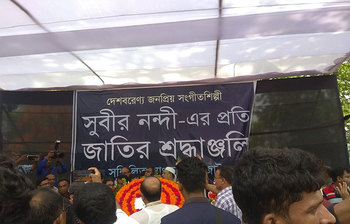 দেশবরেণ্য জনপ্রিয় সংগীতশিল্পী
সুবীর নন্দী-এর প্রতি
জাতির শ্রদ্ধাঞ্জলি